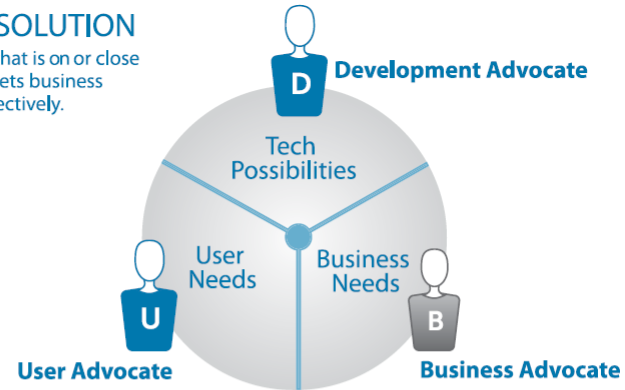 SOLUTION
hat is on or close
ets business
ectively.
D
Development Advocate
Tech
Possibilities
User
Needs
Business
Needs
U
B
User Advocate
Business Advocate